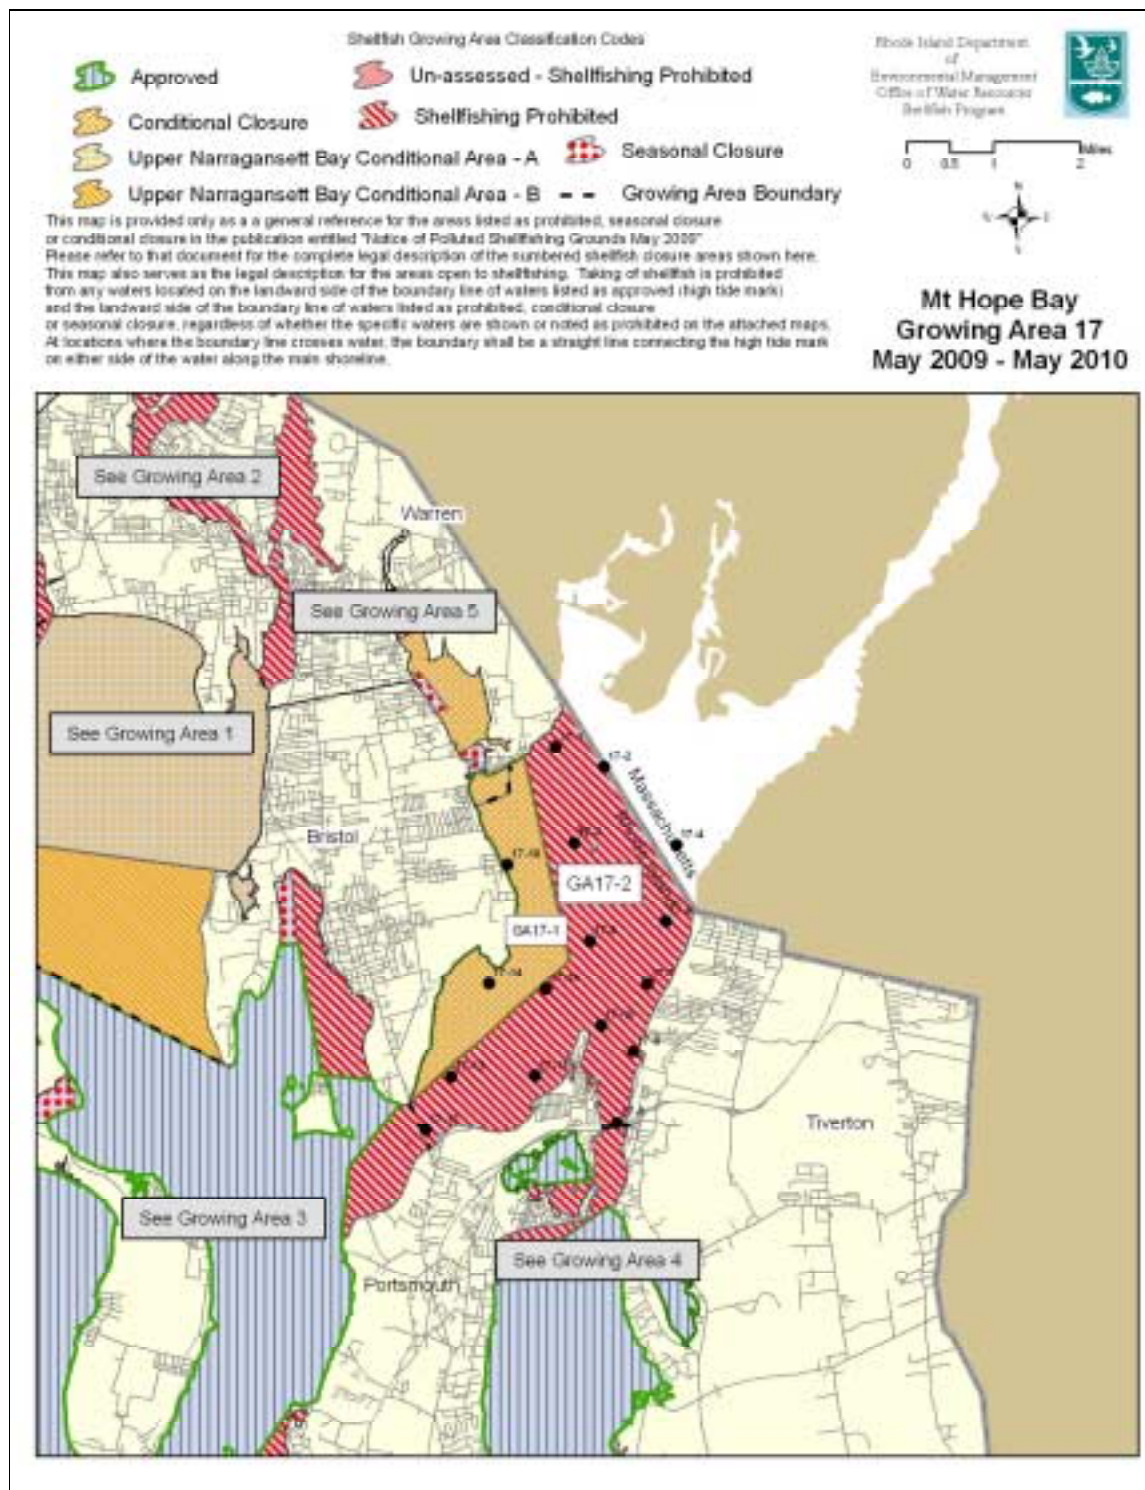 Shellfish Growing Area Classification Codes
Approved
Un-assessed - Shellfishing Prohibited
Conditional Closure
Shellfishing Prohibited
Upper Narragansett Bay Conditional Area - A
Seasonal Closure
Upper Narragansett Bay Conditional Area - B
Growing Area Boundary
Rhode Island Department
of
Environmental Management
Office of Water Resources
Shellfish Program
0 0.5 1 2 Miles
N
W E
S
This map is provided only as a a general reference for the areas listed as prohibited, seasonal closure
or conditional closure in the publication entitled "Notice of Polluted Shellfishing Grounds May 2009"
Please refer to that document for the complete legal description of the numbered shellfish closure areas shown here.
This map also serves as the legal description for the areas open to shellfishing. Taking of shellfish is prohibited
from any waters located on the landward side of the boundary line of waters listed as approved (high tide mark)
and the landward side of the boundary line of waters listed as prohibited, conditional closure
or seasonal closure, regardless of whether the specific waters are shown or noted as prohibited on the attached maps.
At locations where the boundary line crosses water, the boundary shall be a straight line connecting the high tide mark
on either side of the water along the main shoreline.
Mt Hope Bay
Growing Area 17
May 2009 - May 2010
See Growing Area 2
Warren
See Growing Area 5
See Growing Area 1
Massachusetts
17-4
Bristol
GA17-2
GA17-1
Tiverton
See Growing Area 3
See Growing Area 4
Portsmouth